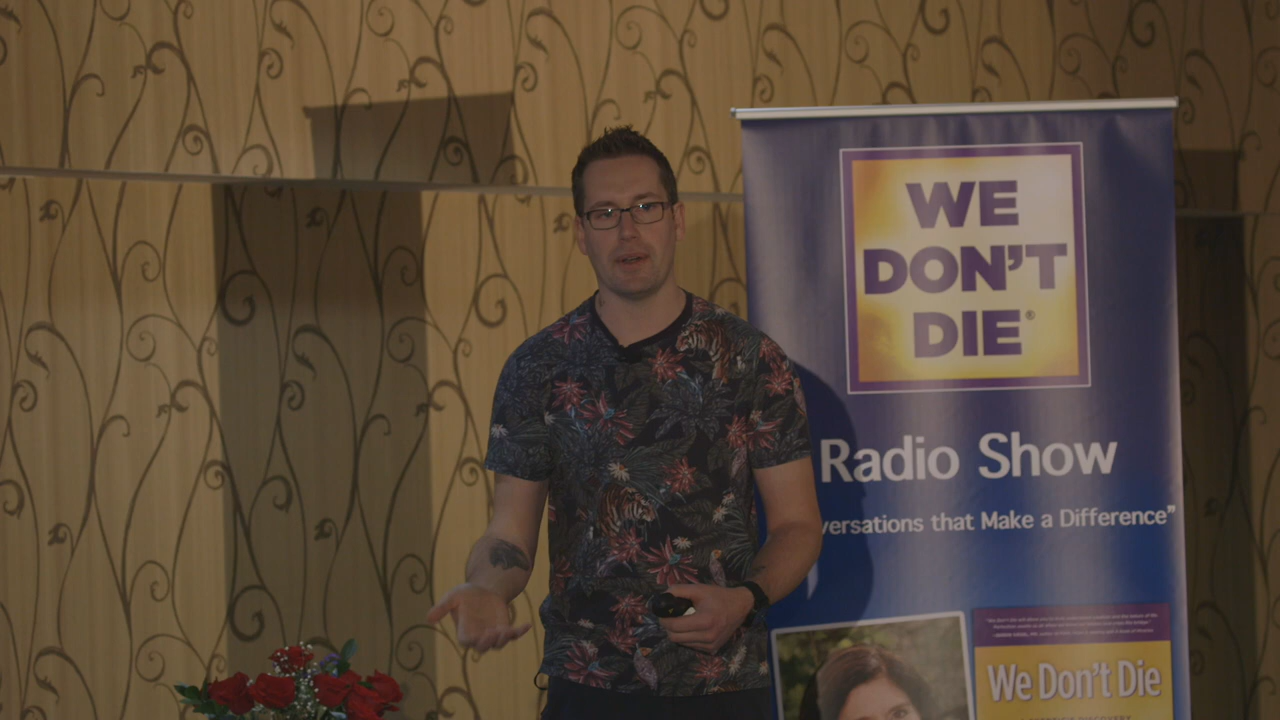 WE
DON'T
DIE®
Radio Show
versations that Make a Difference"
We Don't Die